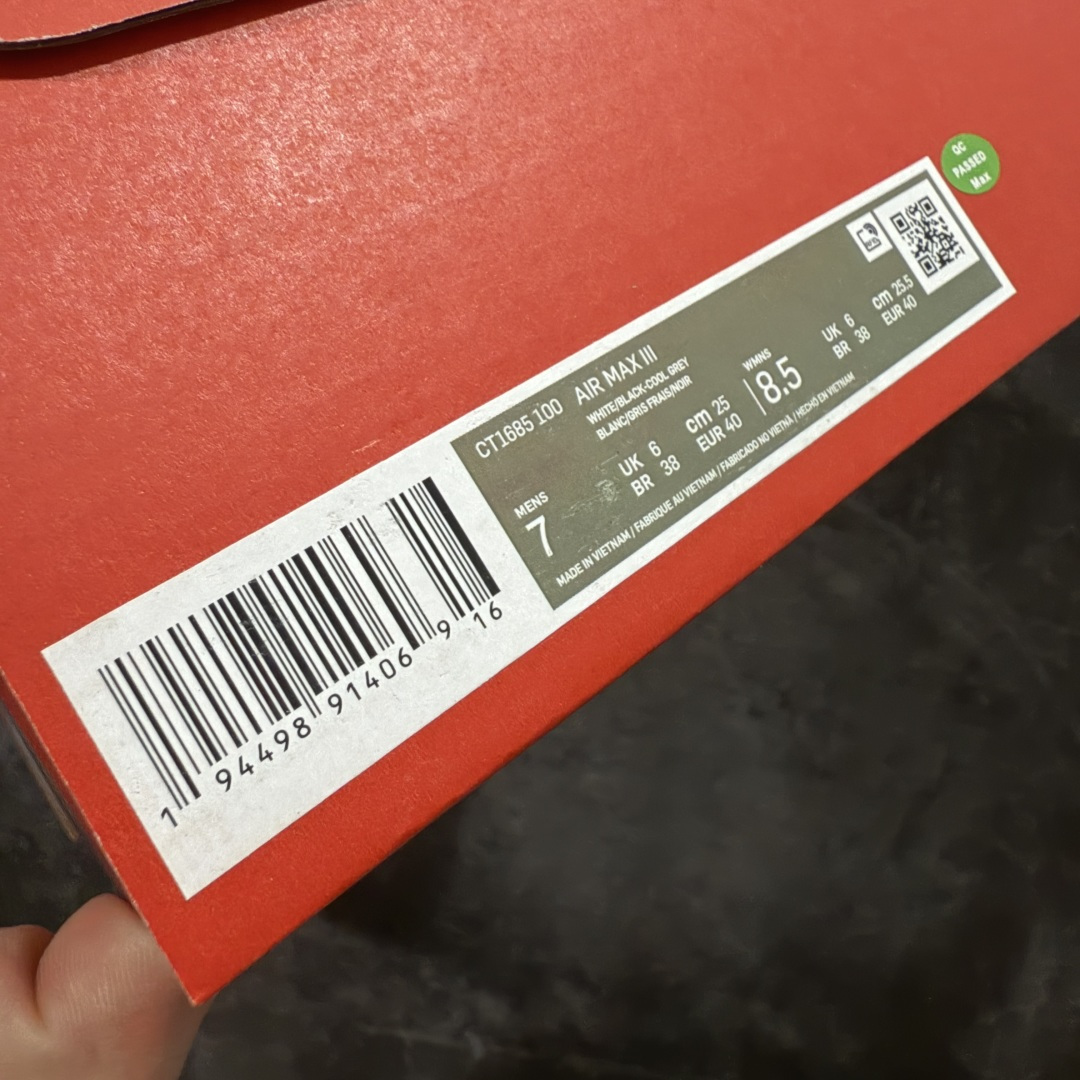 QC
PASSED
Max
CT1685 100 AIR MAX III
WHITE/BLACK-COOL GREY
BLANC/GRIS FRAIS/NOIR
MENS
7
UK 6
BR 38
cm 25
EUR 40
WMNS
8.5
UK 6
BR 38
cm 25.5
EUR 40
MADE IN VIETNAM / FABRIQUE AU VIETNAM / FABRICADO NO VIETNÃ / HECHO EN VIETNAM
1 94498 91406 9 16